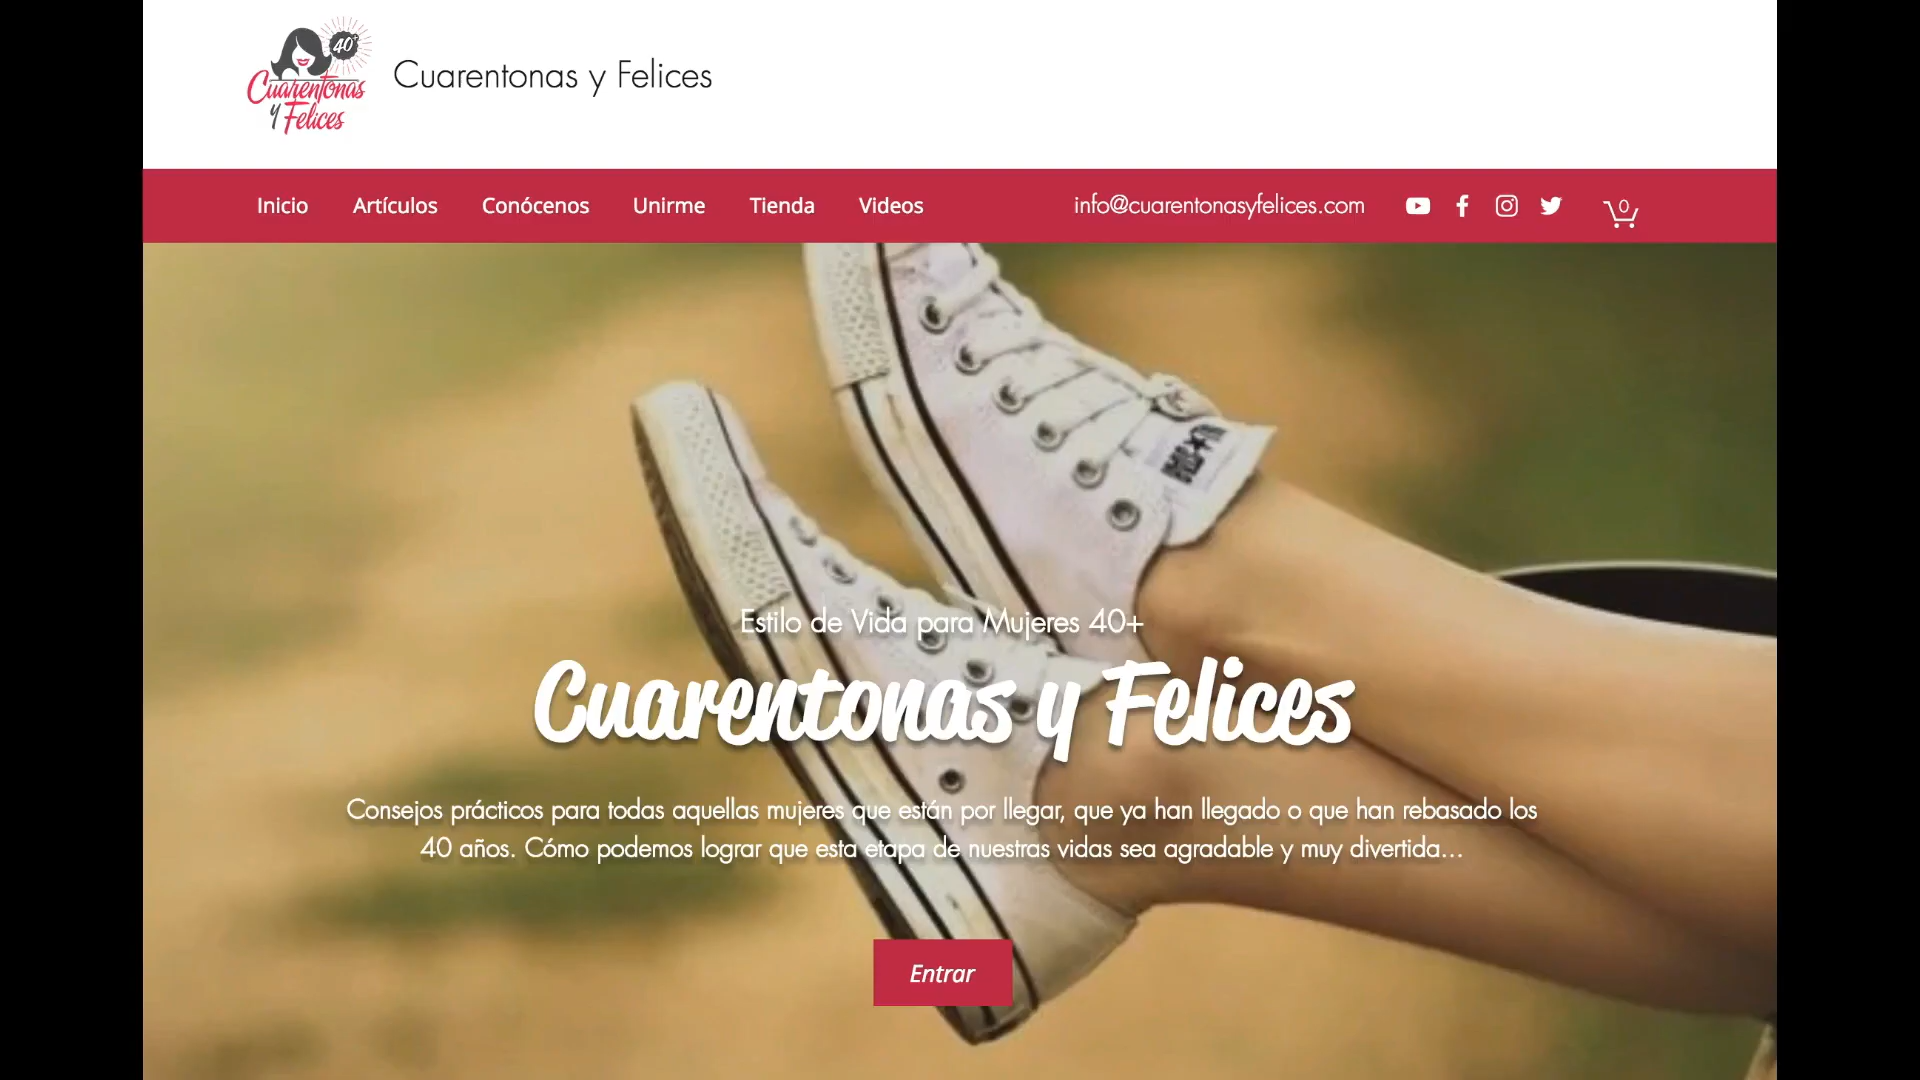 40+
Cuarentonas
y Felices
Cuarentonas y Felices
Inicio Artículos Conócenos Unirme Tienda Videos info@cuarentonasyfelices.com 0
Estilo de Vida para Mujeres 40+
Cuarentonas y Felices
Consejos prácticos para todas aquellas mujeres que están por llegar, que ya han llegado o que han rebasado los
40 años. Cómo podemos lograr que esta etapa de nuestras vidas sea agradable y muy divertida...
Entrar